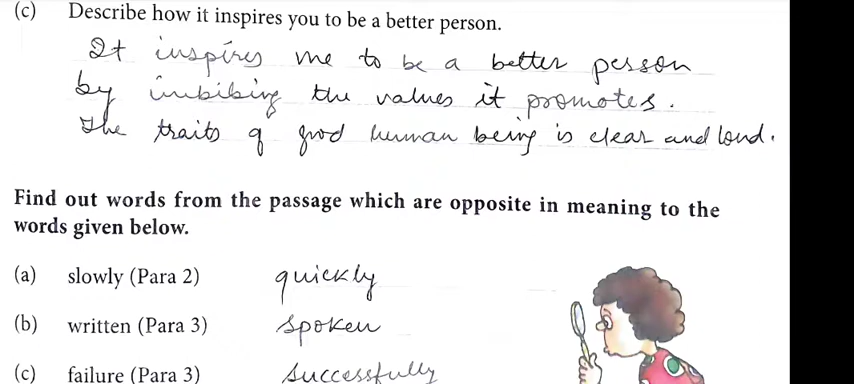 (c) Describe how it inspires you to be a better person.
It inspires me to be a better person
by imbibing the values it promotes.
The traits of good human being is clear and loud.
Find out words from the passage which are opposite in meaning to the
words given below.
(a) slowly (Para 2) quickly
(b) written (Para 3) spoken
(c) failure (Para 3) successfully